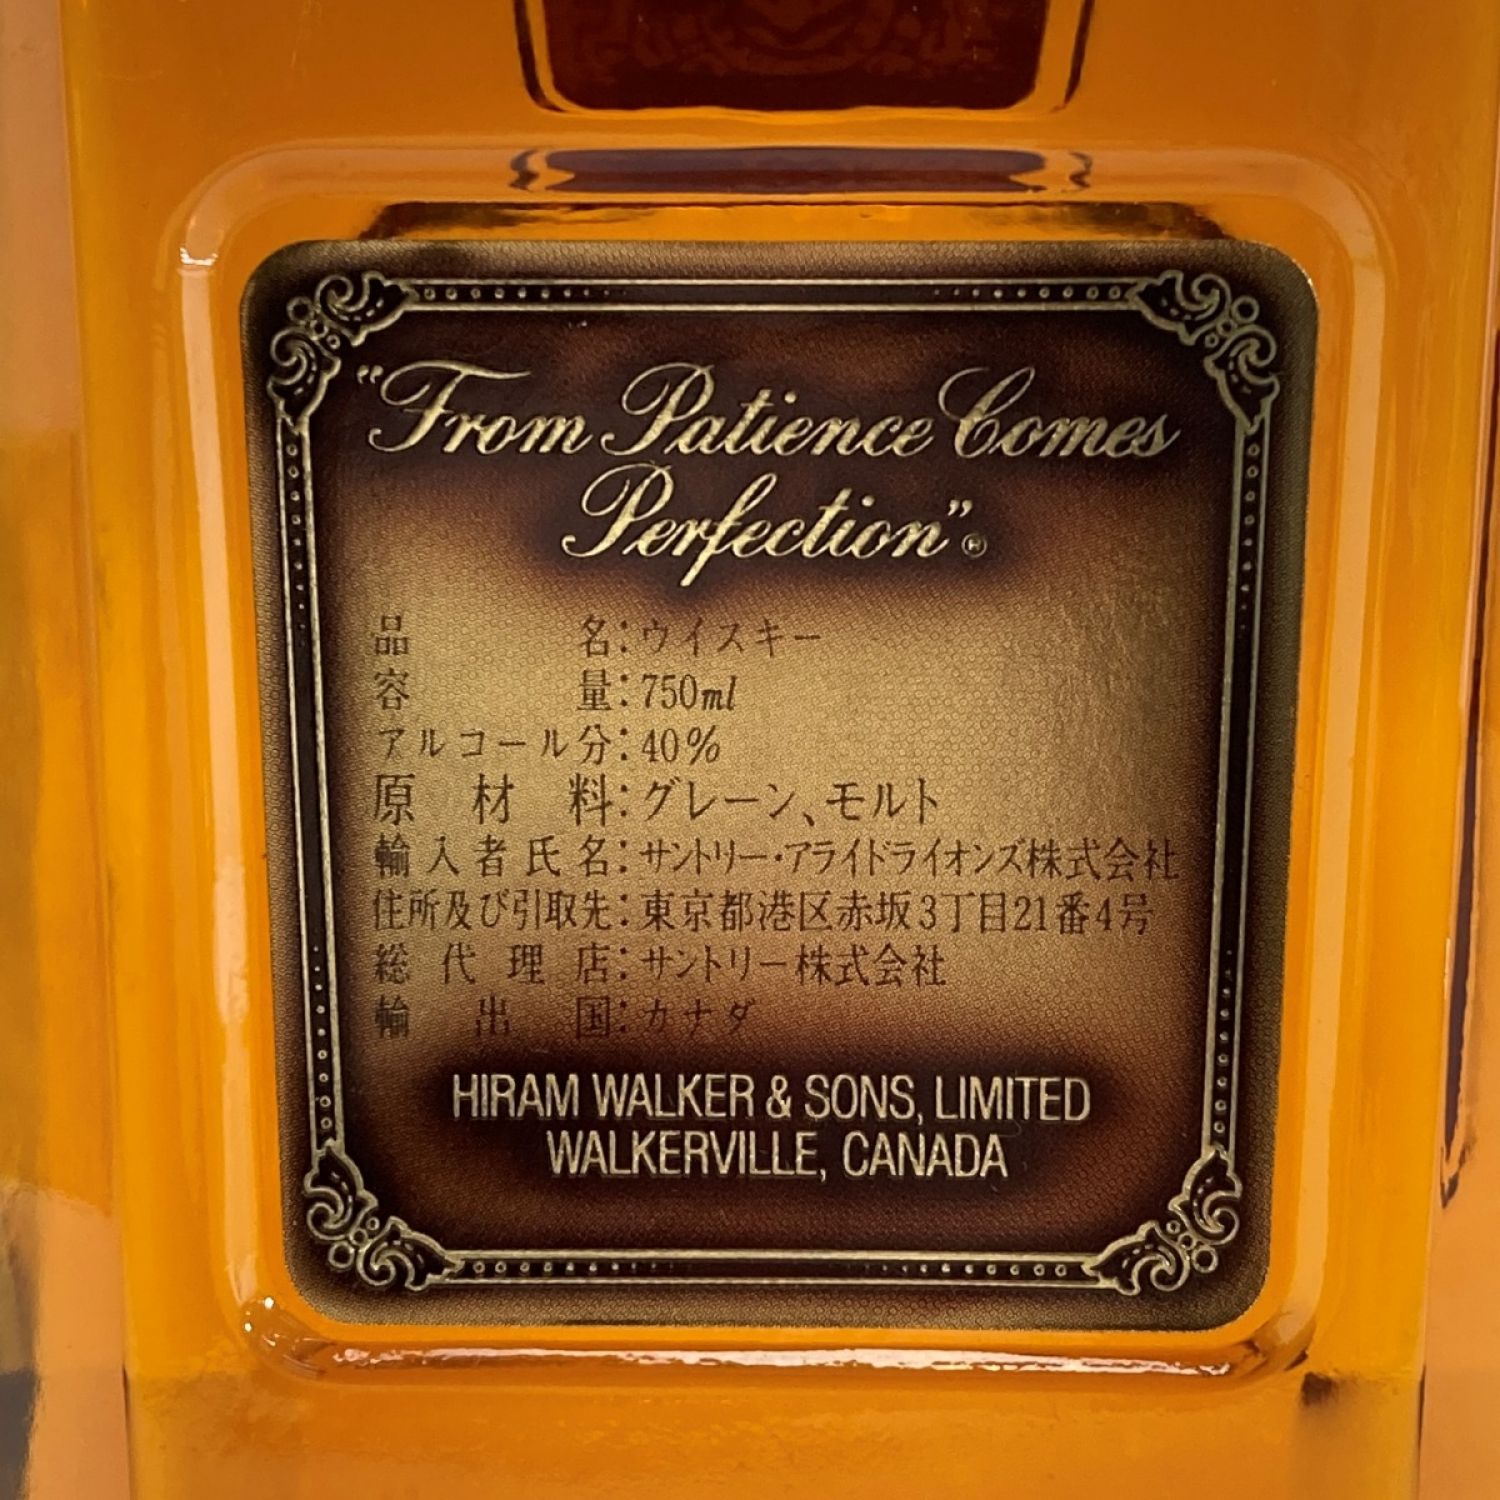 "From Patience Comes
Perfection"®
品名：ウイスキー
容量：750ml
アルコール分：40%
原材料：グレーン、モルト
輸入者氏名：サントリー・アライドライオンズ株式会社
住所及び引取先：東京都港区赤坂3丁目21番4号
総代理店：サントリー株式会社
輸出国：カナダ
HIRAM WALKER & SONS, LIMITED
WALKERVILLE, CANADA